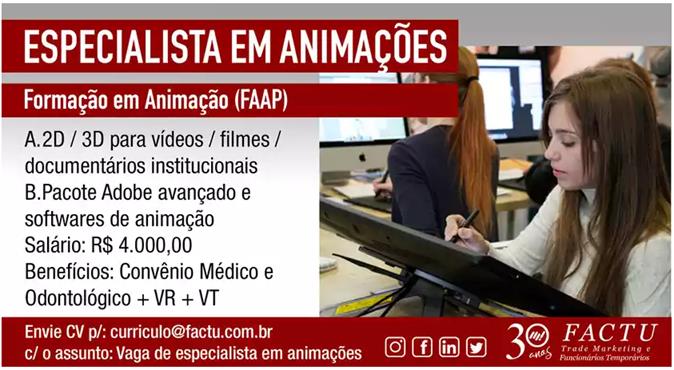 ESPECIALISTA EM ANIMAÇÕES
Formação em Animação (FAAP)
A.2D / 3D para vídeos / filmes /
documentários institucionais
B.Pacote Adobe avançado e
softwares de animação
Salário: R$ 4.000,00
Benefícios: Convênio Médico e
Odontológico + VR + VT
Envie CV p/: curriculo@factu.com.br
c/ o assunto: Vaga de especialista em animações
30 anos
FACTU
Trade Marketing e
Funcionários Temporários